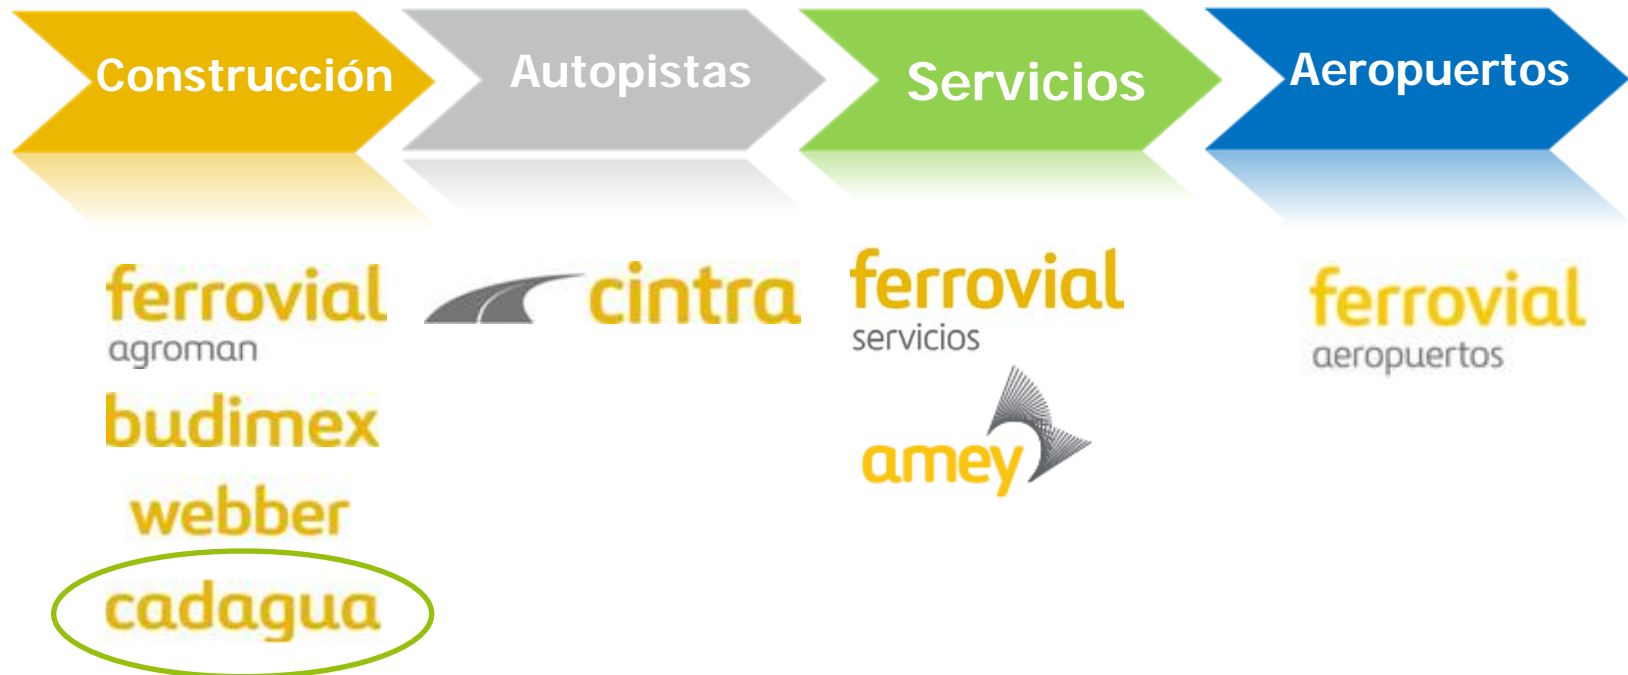 Construcción
Autopistas
Servicios
Aeropuertos
ferrovial
agroman
budimex
webber
cadagua
cintra
ferrovial
servicios
amey
ferrovial
aeropuertos